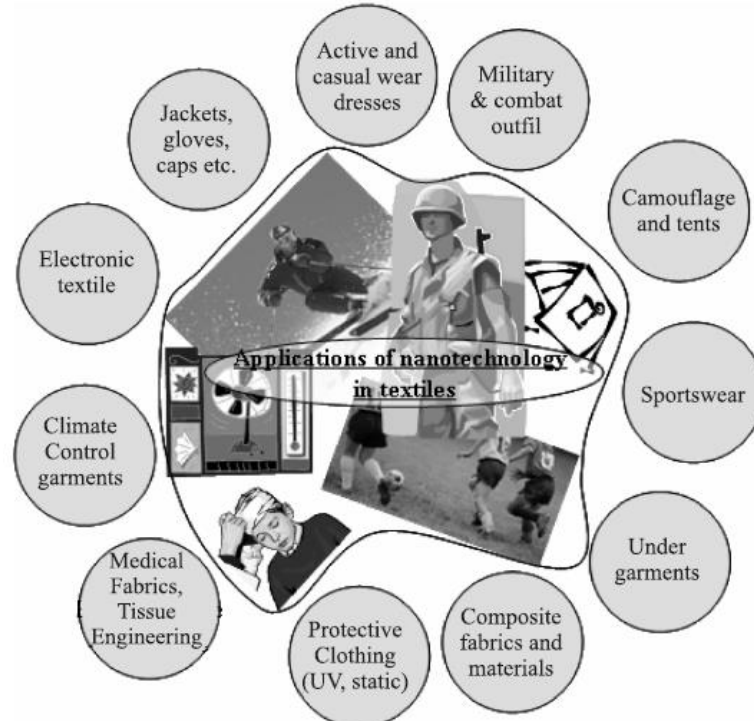 Active and
casual wear
dresses
Military
& combat
outfil
Camouflage
and tents
Sportswear
Under
garments
Composite
fabrics and
materials
Protective
Clothing
(UV, static)
Medical
Fabrics,
Tissue
Engineering
Climate
Control
garments
Electronic
textile
Jackets,
gloves,
caps etc.
Applications of nanotechnology
in textiles